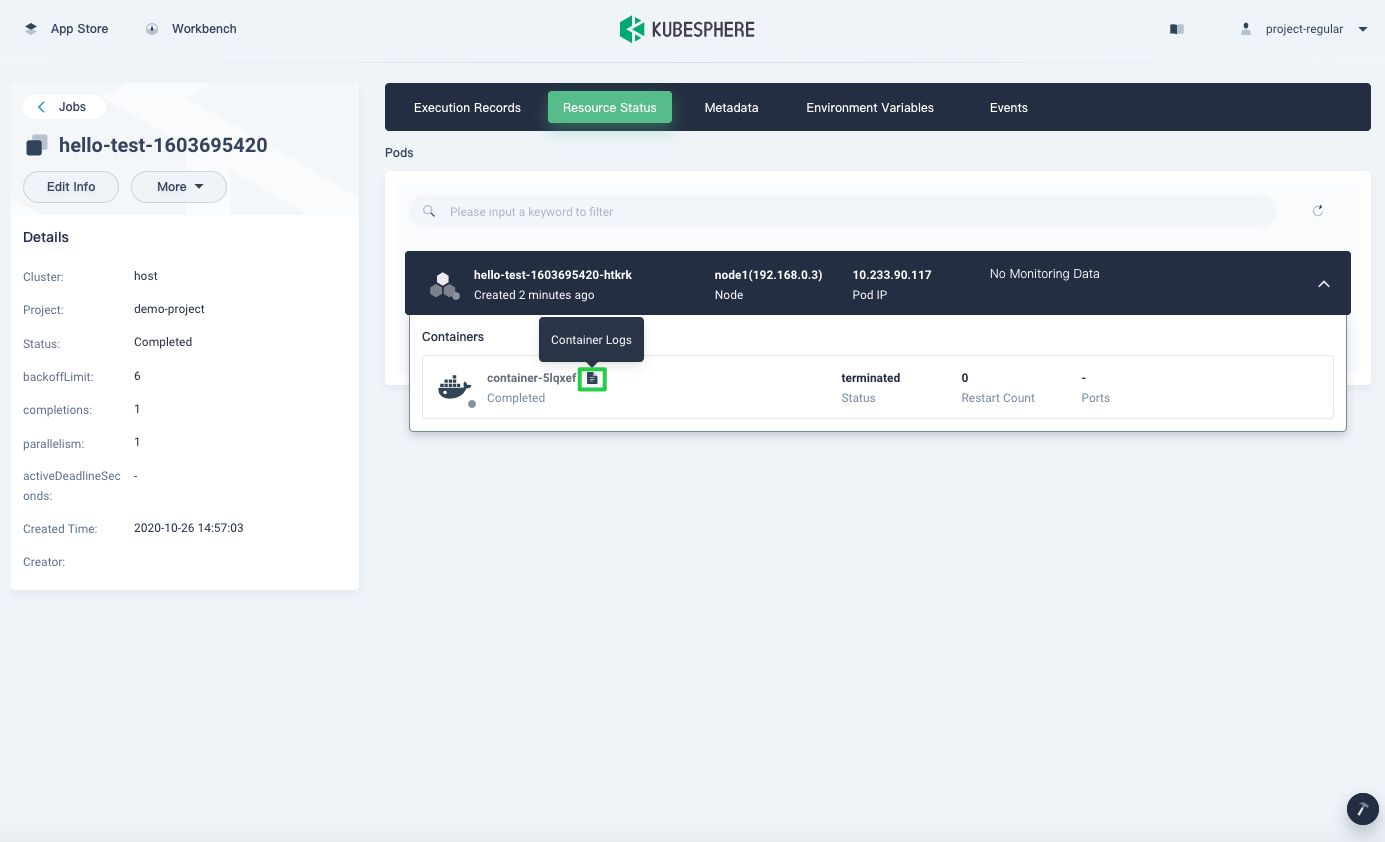 App Store
Workbench
KUBESPHERE
project-regular
Jobs
hello-test-1603695420
Edit Info
More
Details
Cluster: host
Project: demo-project
Status: Completed
backoffLimit: 6
completions: 1
parallelism: 1
activeDeadlineSec -
onds:
Created Time: 2020-10-26 14:57:03
Creator:
Execution Records
Resource Status
Metadata
Environment Variables
Events
Pods
Please input a keyword to filter
hello-test-1603695420-htkrk
Created 2 minutes ago
node1(192.168.0.3)
Node
10.233.90.117
Pod IP
No Monitoring Data
Containers
Container Logs
container-5lqxef
Completed
terminated
Status
0
Restart Count
-
Ports